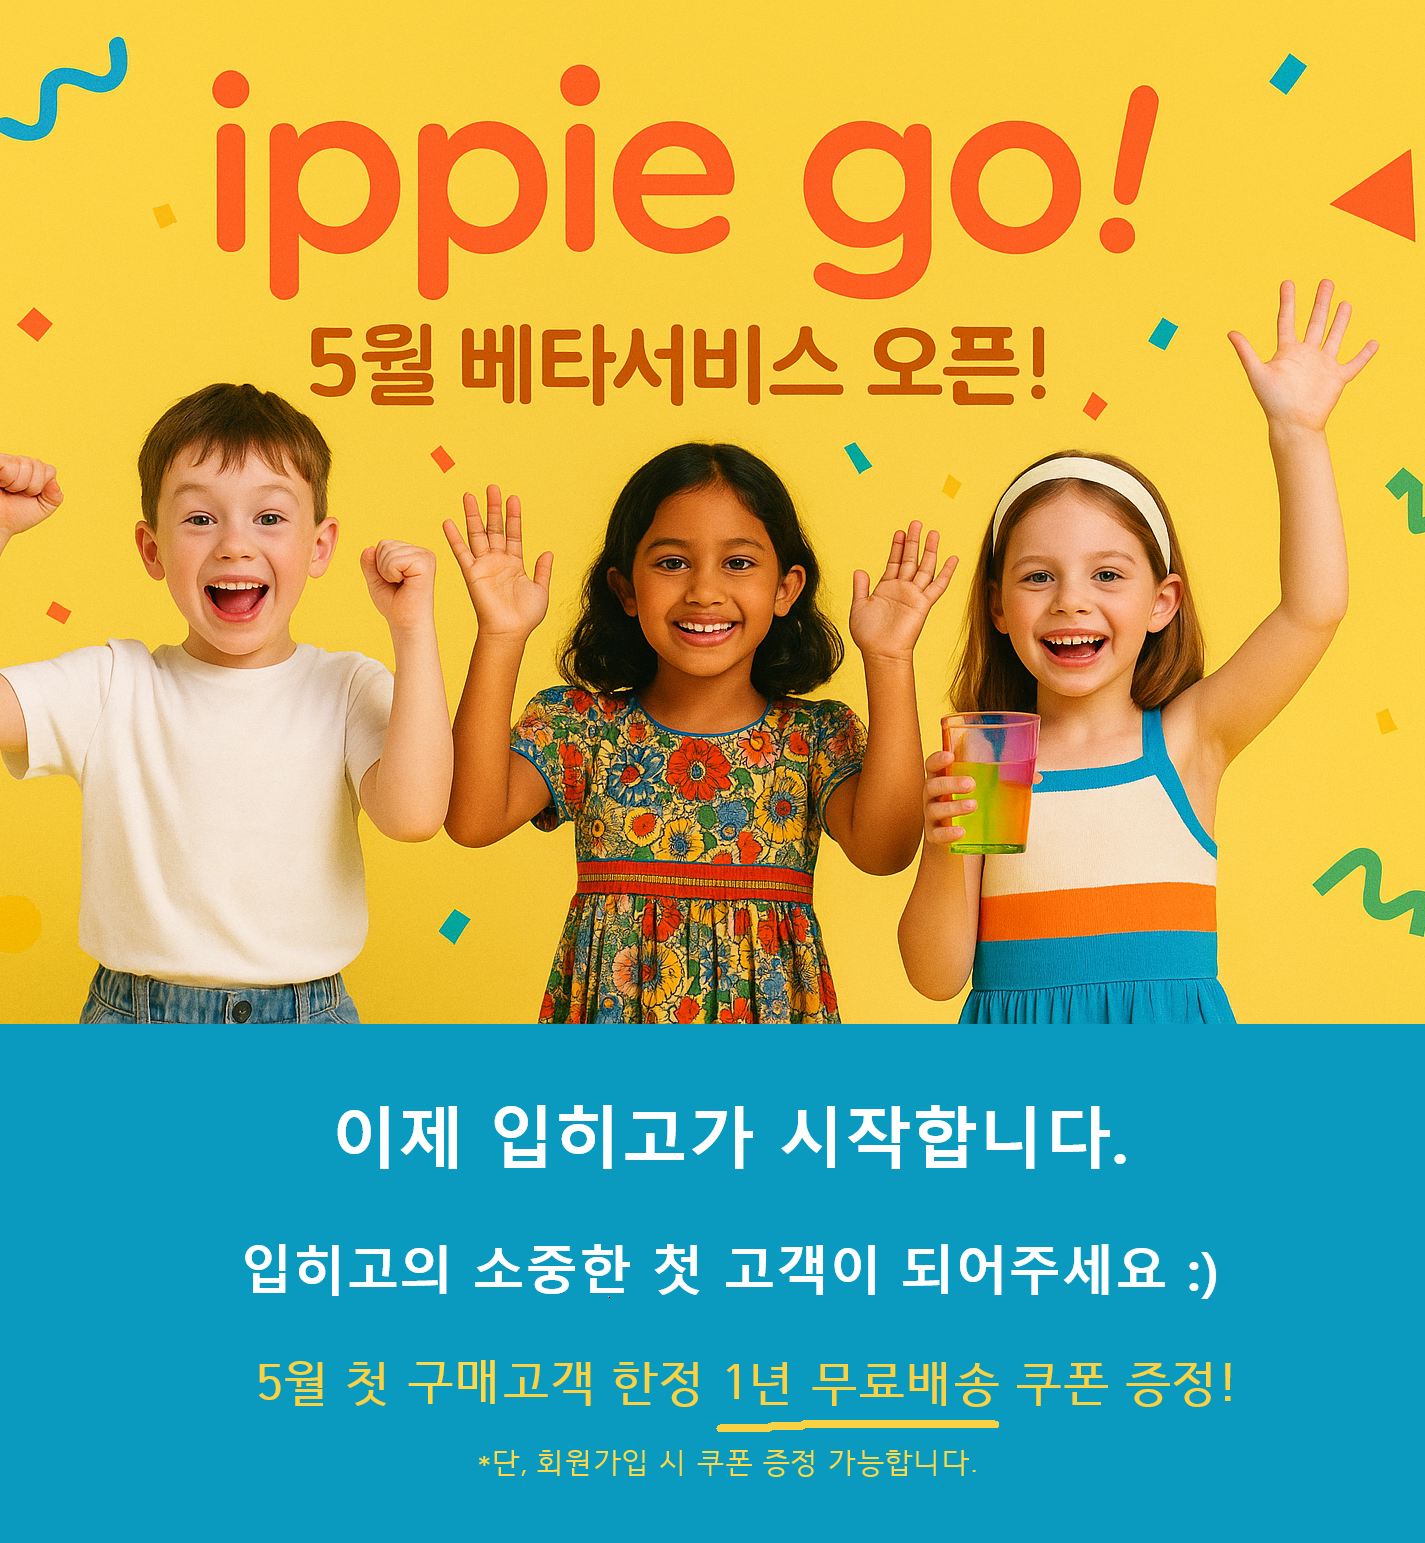 ippie go!
5월 베타서비스 오픈!
이제 입히고가 시작합니다.
입히고의 소중한 첫 고객이 되어주세요 :)
5월 첫 구매고객 한정 1년 무료배송 쿠폰 증정!
*단, 회원가입 시 쿠폰 증정 가능합니다.